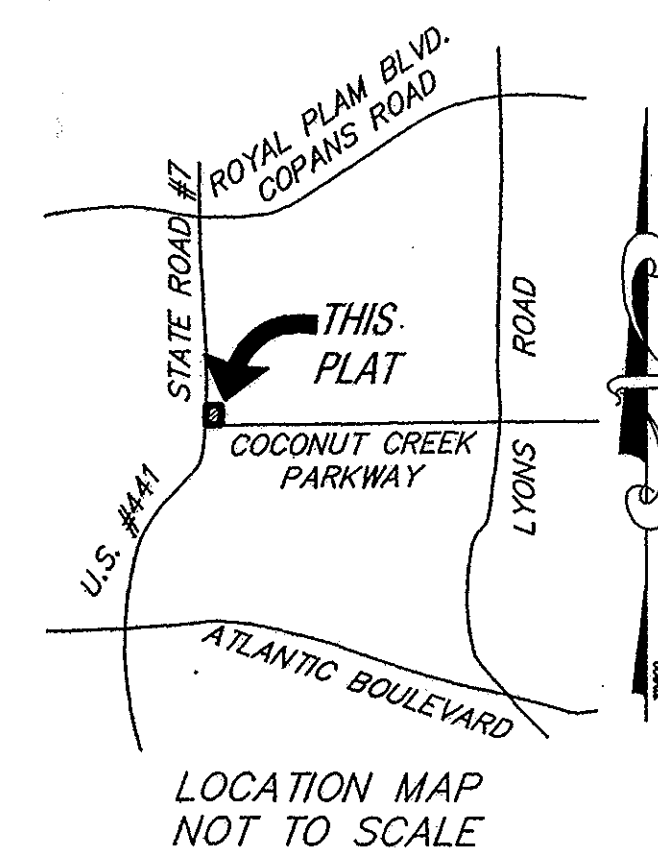 ROYAL PLAM BLVD.
COPANS ROAD
STATE ROAD #7
THIS
PLAT
ROAD
COCONUT CREEK
PARKWAY
LYONS
U.S. #441
ATLANTIC BOULEVARD
LOCATION MAP
NOT TO SCALE